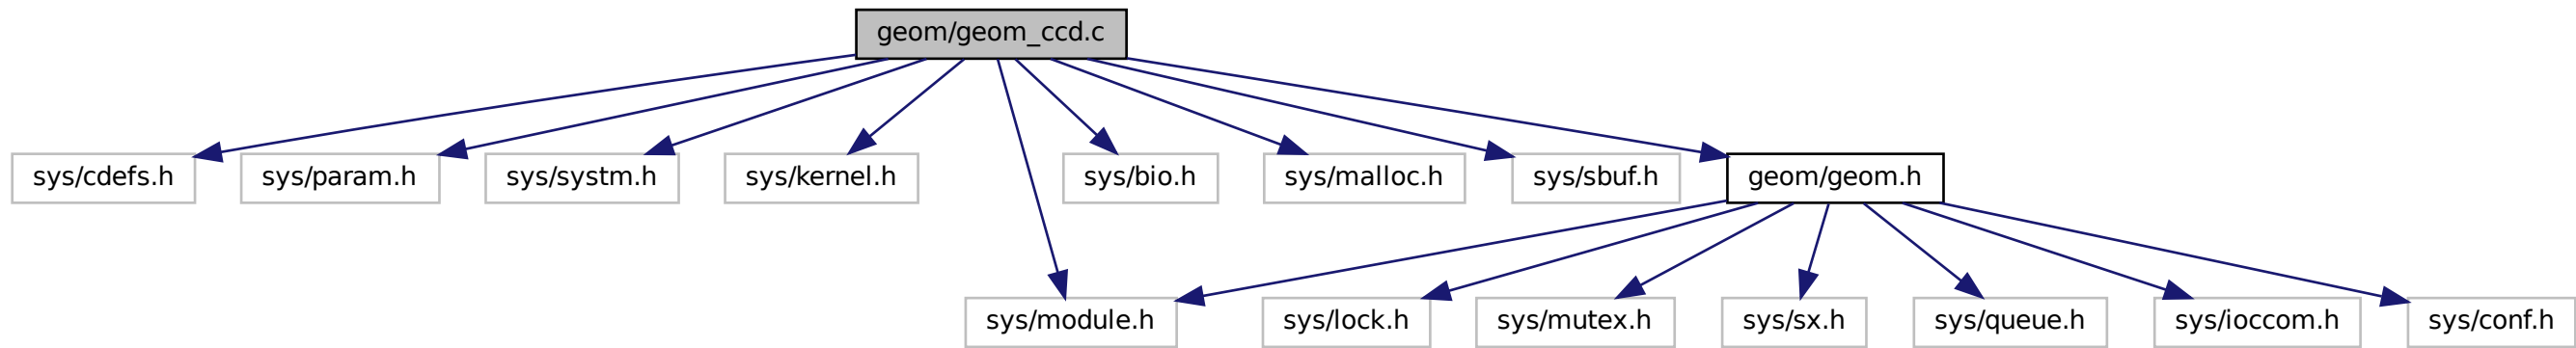 geom/geom_ccd.c
sys/cdefs.h
sys/param.h
sys/systm.h
sys/kernel.h
sys/bio.h
sys/malloc.h
sys/sbuf.h
geom/geom.h
sys/module.h
sys/lock.h
sys/mutex.h
sys/sx.h
sys/queue.h
sys/ioccom.h
sys/conf.h